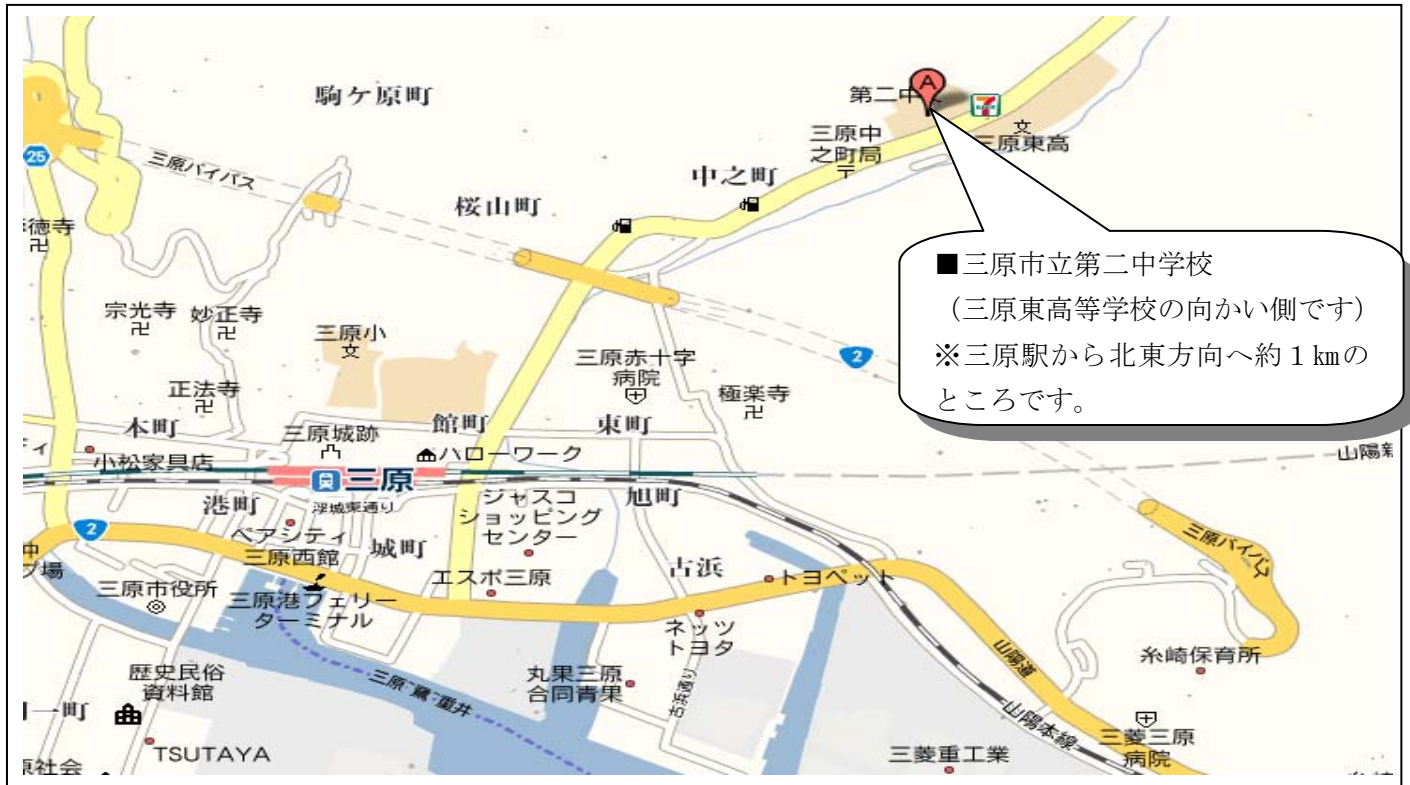 駒ケ原町
第二中
A
三原中
之町局
三原東高
25
三原バイパス
中之町
桜山町
徳寺
■三原市立第二中学校
（三原東高等学校の向かい側です）
※三原駅から北東方向へ約１kmの
ところです。
宗光寺
妙正寺
三原小
三原赤十字
病院
2
正法寺
極楽寺
本町
三原城跡
館町
東町
ハローワーク
小松家具店
山陽新
三原
港町
浮城東通り
ジャスコ
ショッピング
センター
旭町
2
ペアシティ
三原西館
城町
三原バイパス
エスポ三原
古浜
トヨペット
三原市役所
三原港フェリー
ターミナル
ネッツ
トヨタ
山陽道
糸崎保育所
歴史民俗
資料館
三原-鷺-重井
丸果三原
合同青果
古浜通り
山陽本線
一町
三菱三原
病院
TSUTAYA
三菱重工業
社会